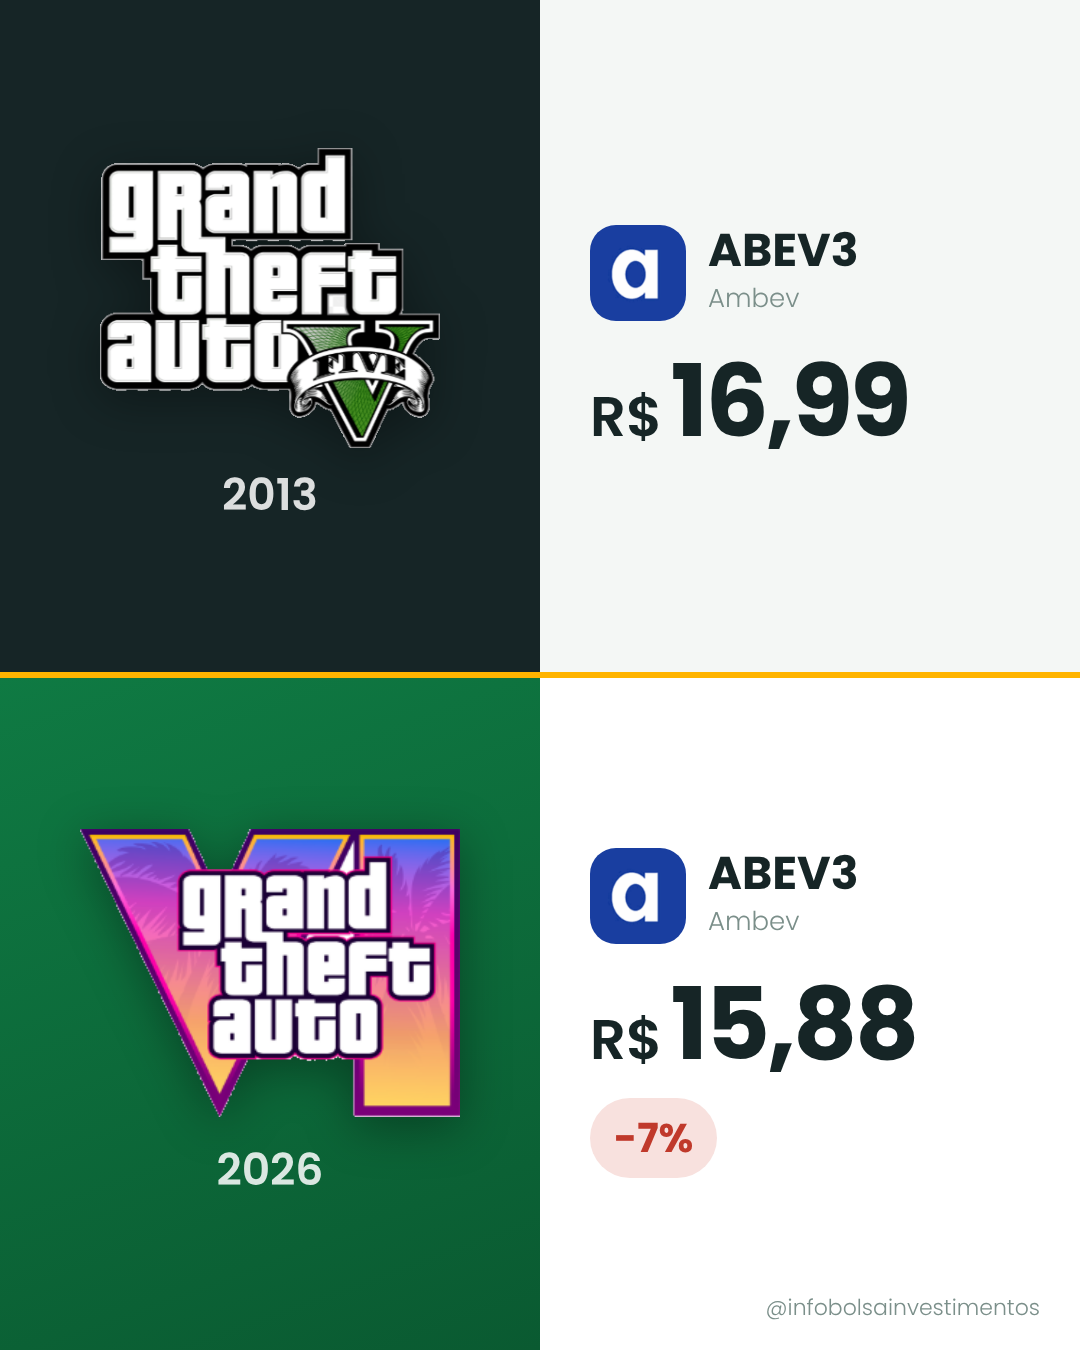 grand
theft
auto
FIVE
2013
a
ABEV3
Ambev
R$ 16,99
VI
grand
theft
auto
2026
a
ABEV3
Ambev
R$ 15,88
-7%
@infobolsainvestimentos